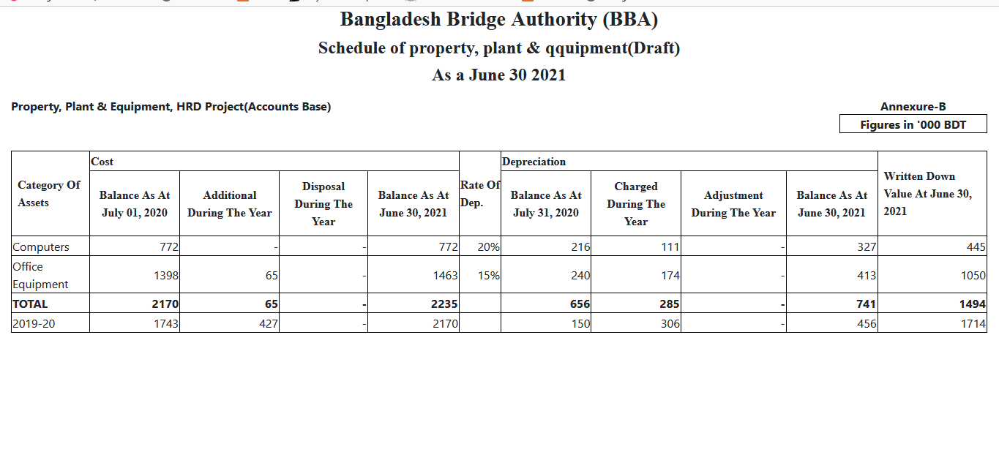 Bangladesh Bridge Authority (BBA)
Schedule of property, plant & qquipment(Draft)
As a June 30 2021
Property, Plant & Equipment, HRD Project(Accounts Base)
Annexure-B
Figures in '000 BDT
Category Of
Assets
Cost
Balance As At
July 01, 2020
Additional
During The Year
Disposal
During The
Year
Balance As At
June 30, 2021
Rate Of
Dep.
Depreciation
Balance As At
July 31, 2020
Charged
During The
Year
Adjustment
During The Year
Balance As At
June 30, 2021
Written Down
Value At June 30,
2021
Computers 772 - - 772 20% 216 111 - 327 445
Office
Equipment 1398 65 - 1463 15% 240 174 - 413 1050
TOTAL 2170 65 - 2235 656 285 - 741 1494
2019-20 1743 427 - 2170 150 306 - 456 1714